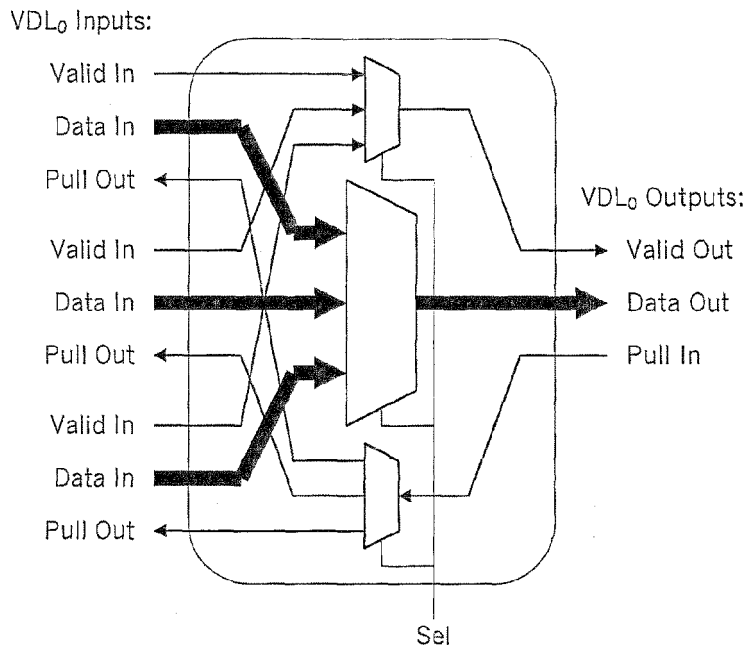 VDL₀ Inputs:
Valid In
Data In
Pull Out
Valid In
Data In
Pull Out
Valid In
Data In
Pull Out
VDL₀ Outputs:
Valid Out
Data Out
Pull In
Sel